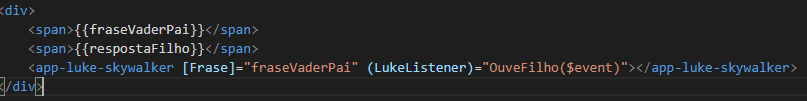 <div>
<span>{{fraseVaderPai}}</span>
<span>{{respostaFilho}}</span>
<app-luke-skywalker [Frase]="fraseVaderPai" (LukeListener)="OuveFilho($event)"></app-luke-skywalker>
</div>